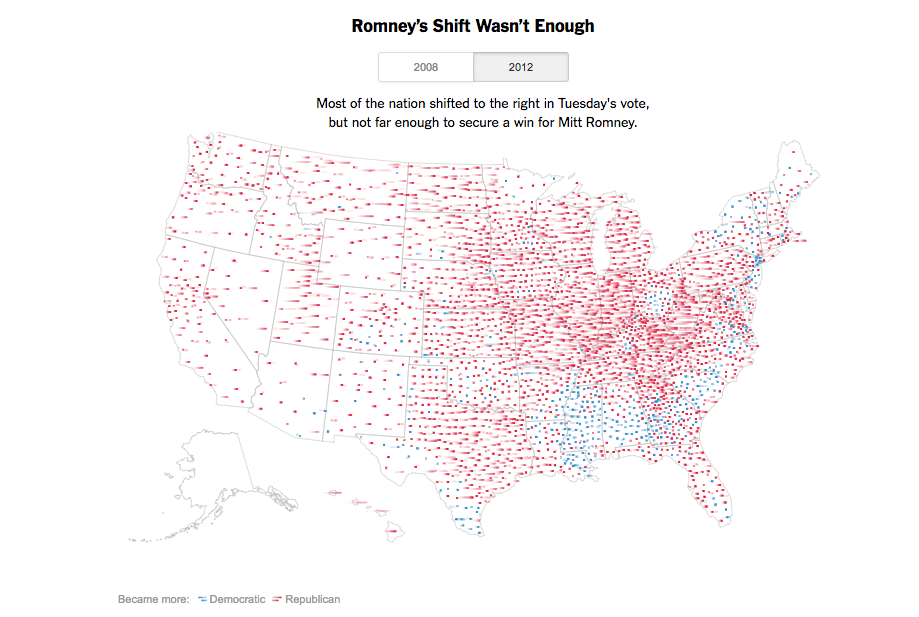 Romney’s Shift Wasn’t Enough
2008 2012
Most of the nation shifted to the right in Tuesday's vote,
but not far enough to secure a win for Mitt Romney.
Became more: Democratic Republican